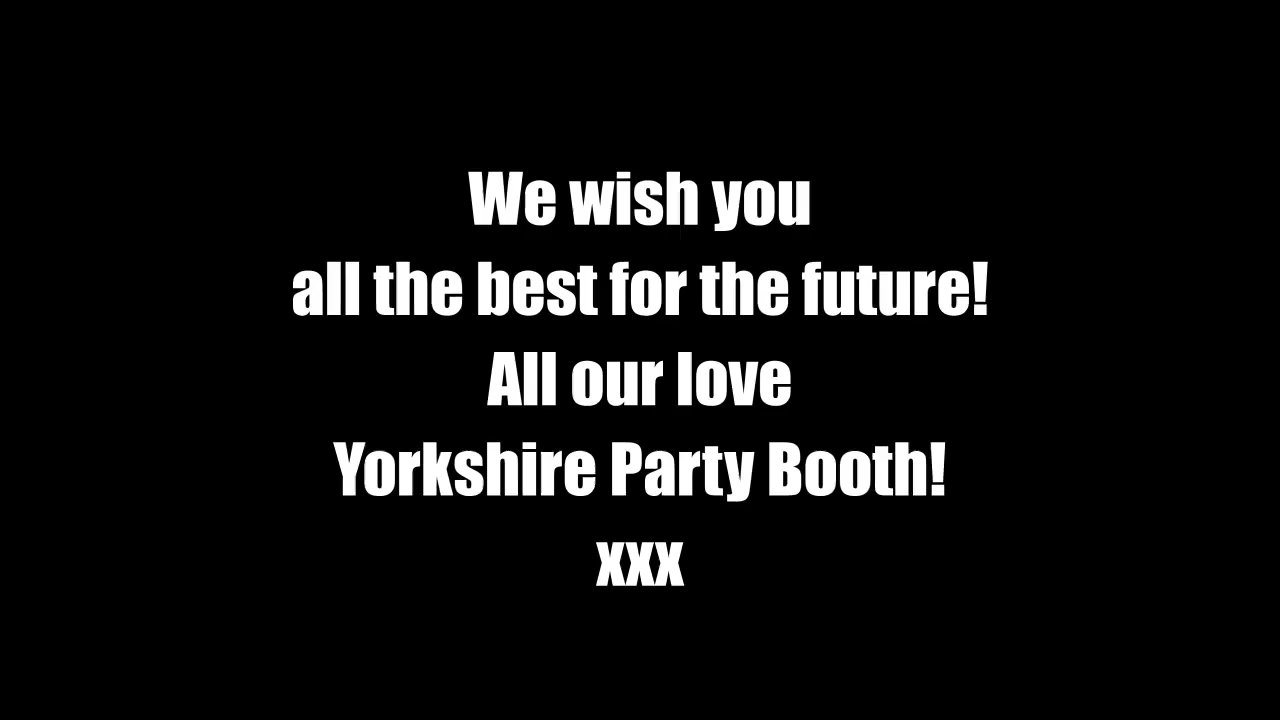 We wish you
all the best for the future!
All our love
Yorkshire Party Booth!
xxx